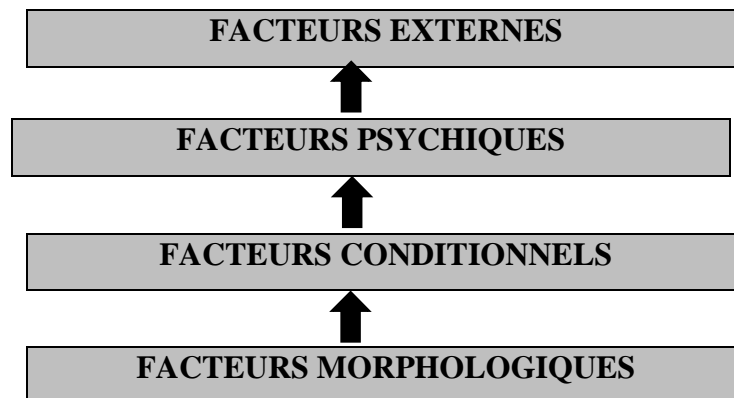 FACTEURS EXTERNES
FACTEURS PSYCHIQUES
FACTEURS CONDITIONNELS
FACTEURS MORPHOLOGIQUES